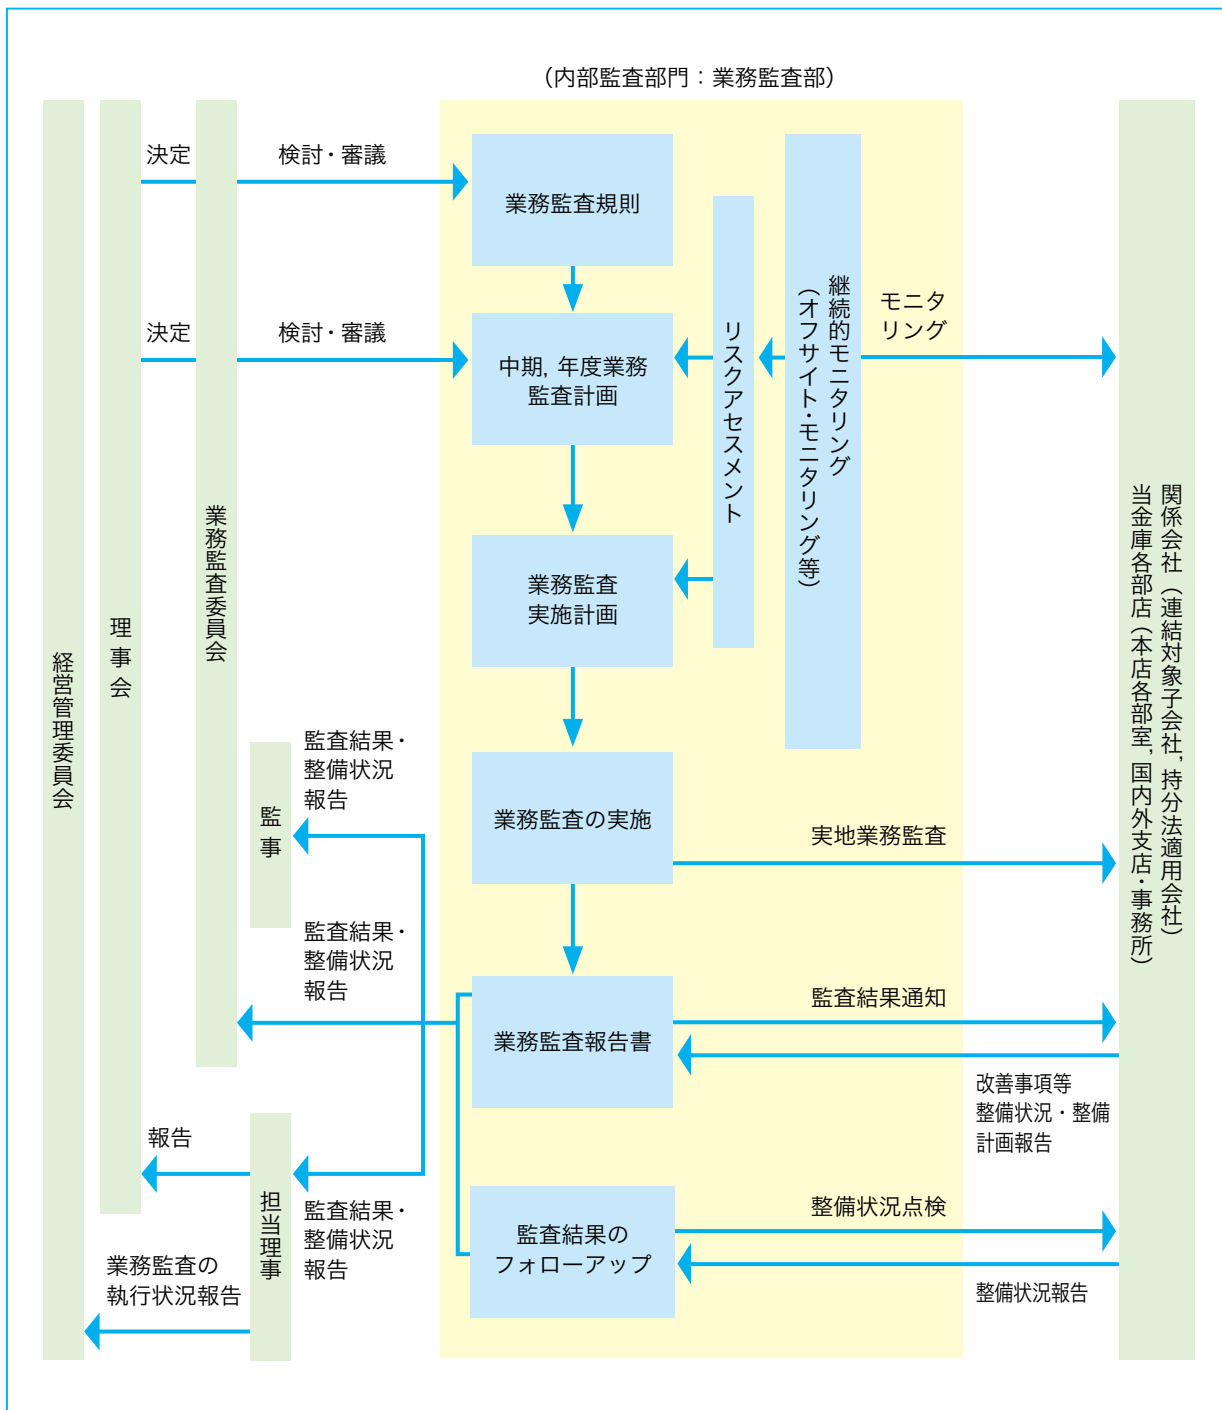 (内部監査部門：業務監査部)
決定
検討・審議
業務監査規則
決定
検討・審議
中期, 年度業務
監査計画
リスクアセスメント
継続的モニタリング
(オフサイト・モニタリング等)
モニタ
リング
業務監査
実施計画
経営管理委員会
理事会
業務監査委員会
監事
監査結果・
整備状況
報告
業務監査の実施
実地業務監査
関係会社 (連結対象子会社, 持分法適用会社)
当金庫各部店 (本店各部室, 国内外支店・事務所)
監査結果・
整備状況
報告
業務監査報告書
監査結果通知
改善事項等
整備状況・整備
計画報告
報告
担当理事
監査結果・
整備状況
報告
監査結果の
フォローアップ
整備状況点検
整備状況報告
業務監査の
執行状況報告